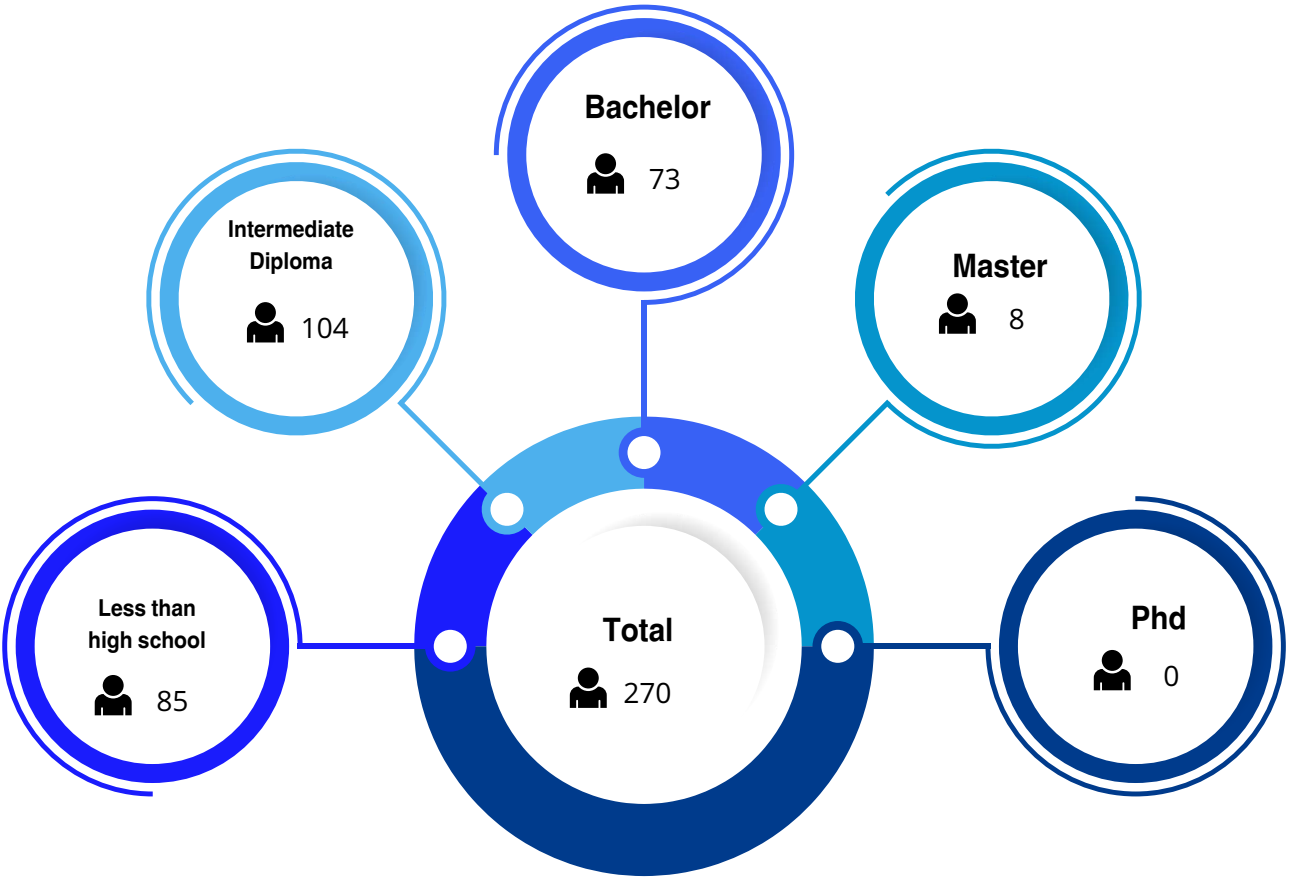 Bachelor
73
Intermediate
Diploma
104
Master
8
Less than
high school
85
Total
270
Phd
0